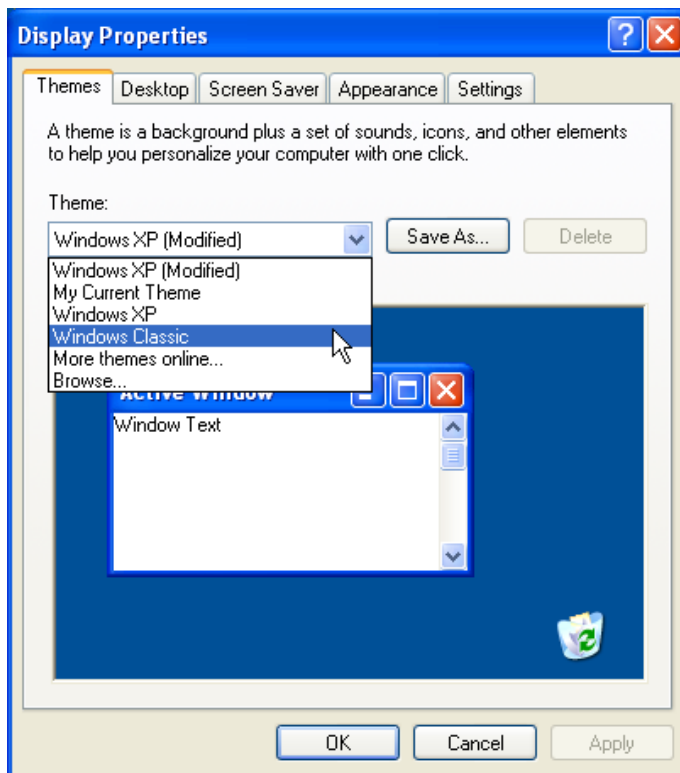 Display Properties
Themes Desktop Screen Saver Appearance Settings
A theme is a background plus a set of sounds, icons, and other elements
to help you personalize your computer with one click.
Theme:
Windows XP (Modified) Save As... Delete
Windows XP (Modified)
My Current Theme
Windows XP
Windows Classic
More themes online...
Browse...
Active Window
Window Text
OK Cancel Apply